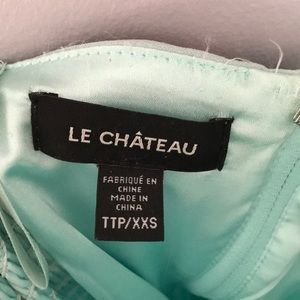 LE CHÂTEAU
FABRIQUÉ EN
CHINE
MADE IN
CHINA
TTP/XXS